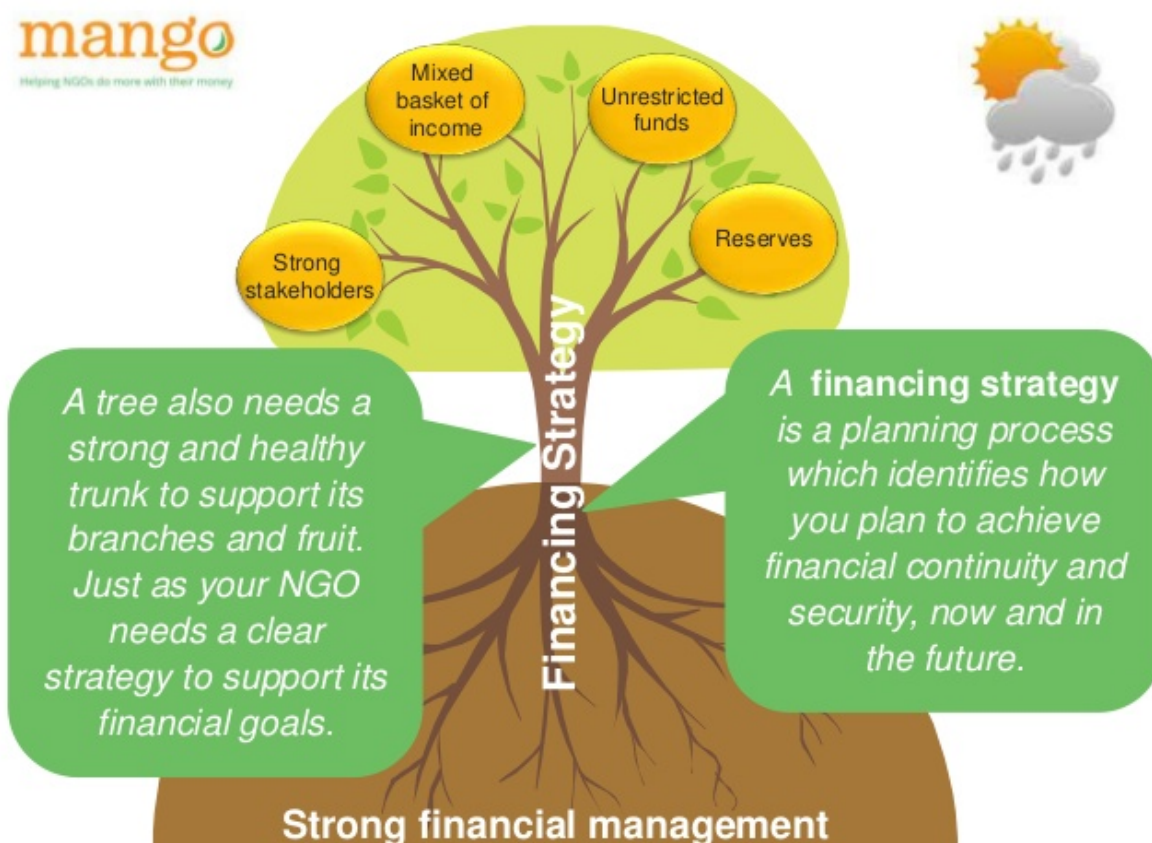 mango
Helping NGOs do more with their money
Mixed
basket of
income
Unrestricted
funds
Reserves
Strong
stakeholders
Financing Strategy
A tree also needs a
strong and healthy
trunk to support its
branches and fruit.
Just as your NGO
needs a clear
strategy to support its
financial goals.
A financing strategy
is a planning process
which identifies how
you plan to achieve
financial continuity and
security, now and in
the future.
Strong financial management